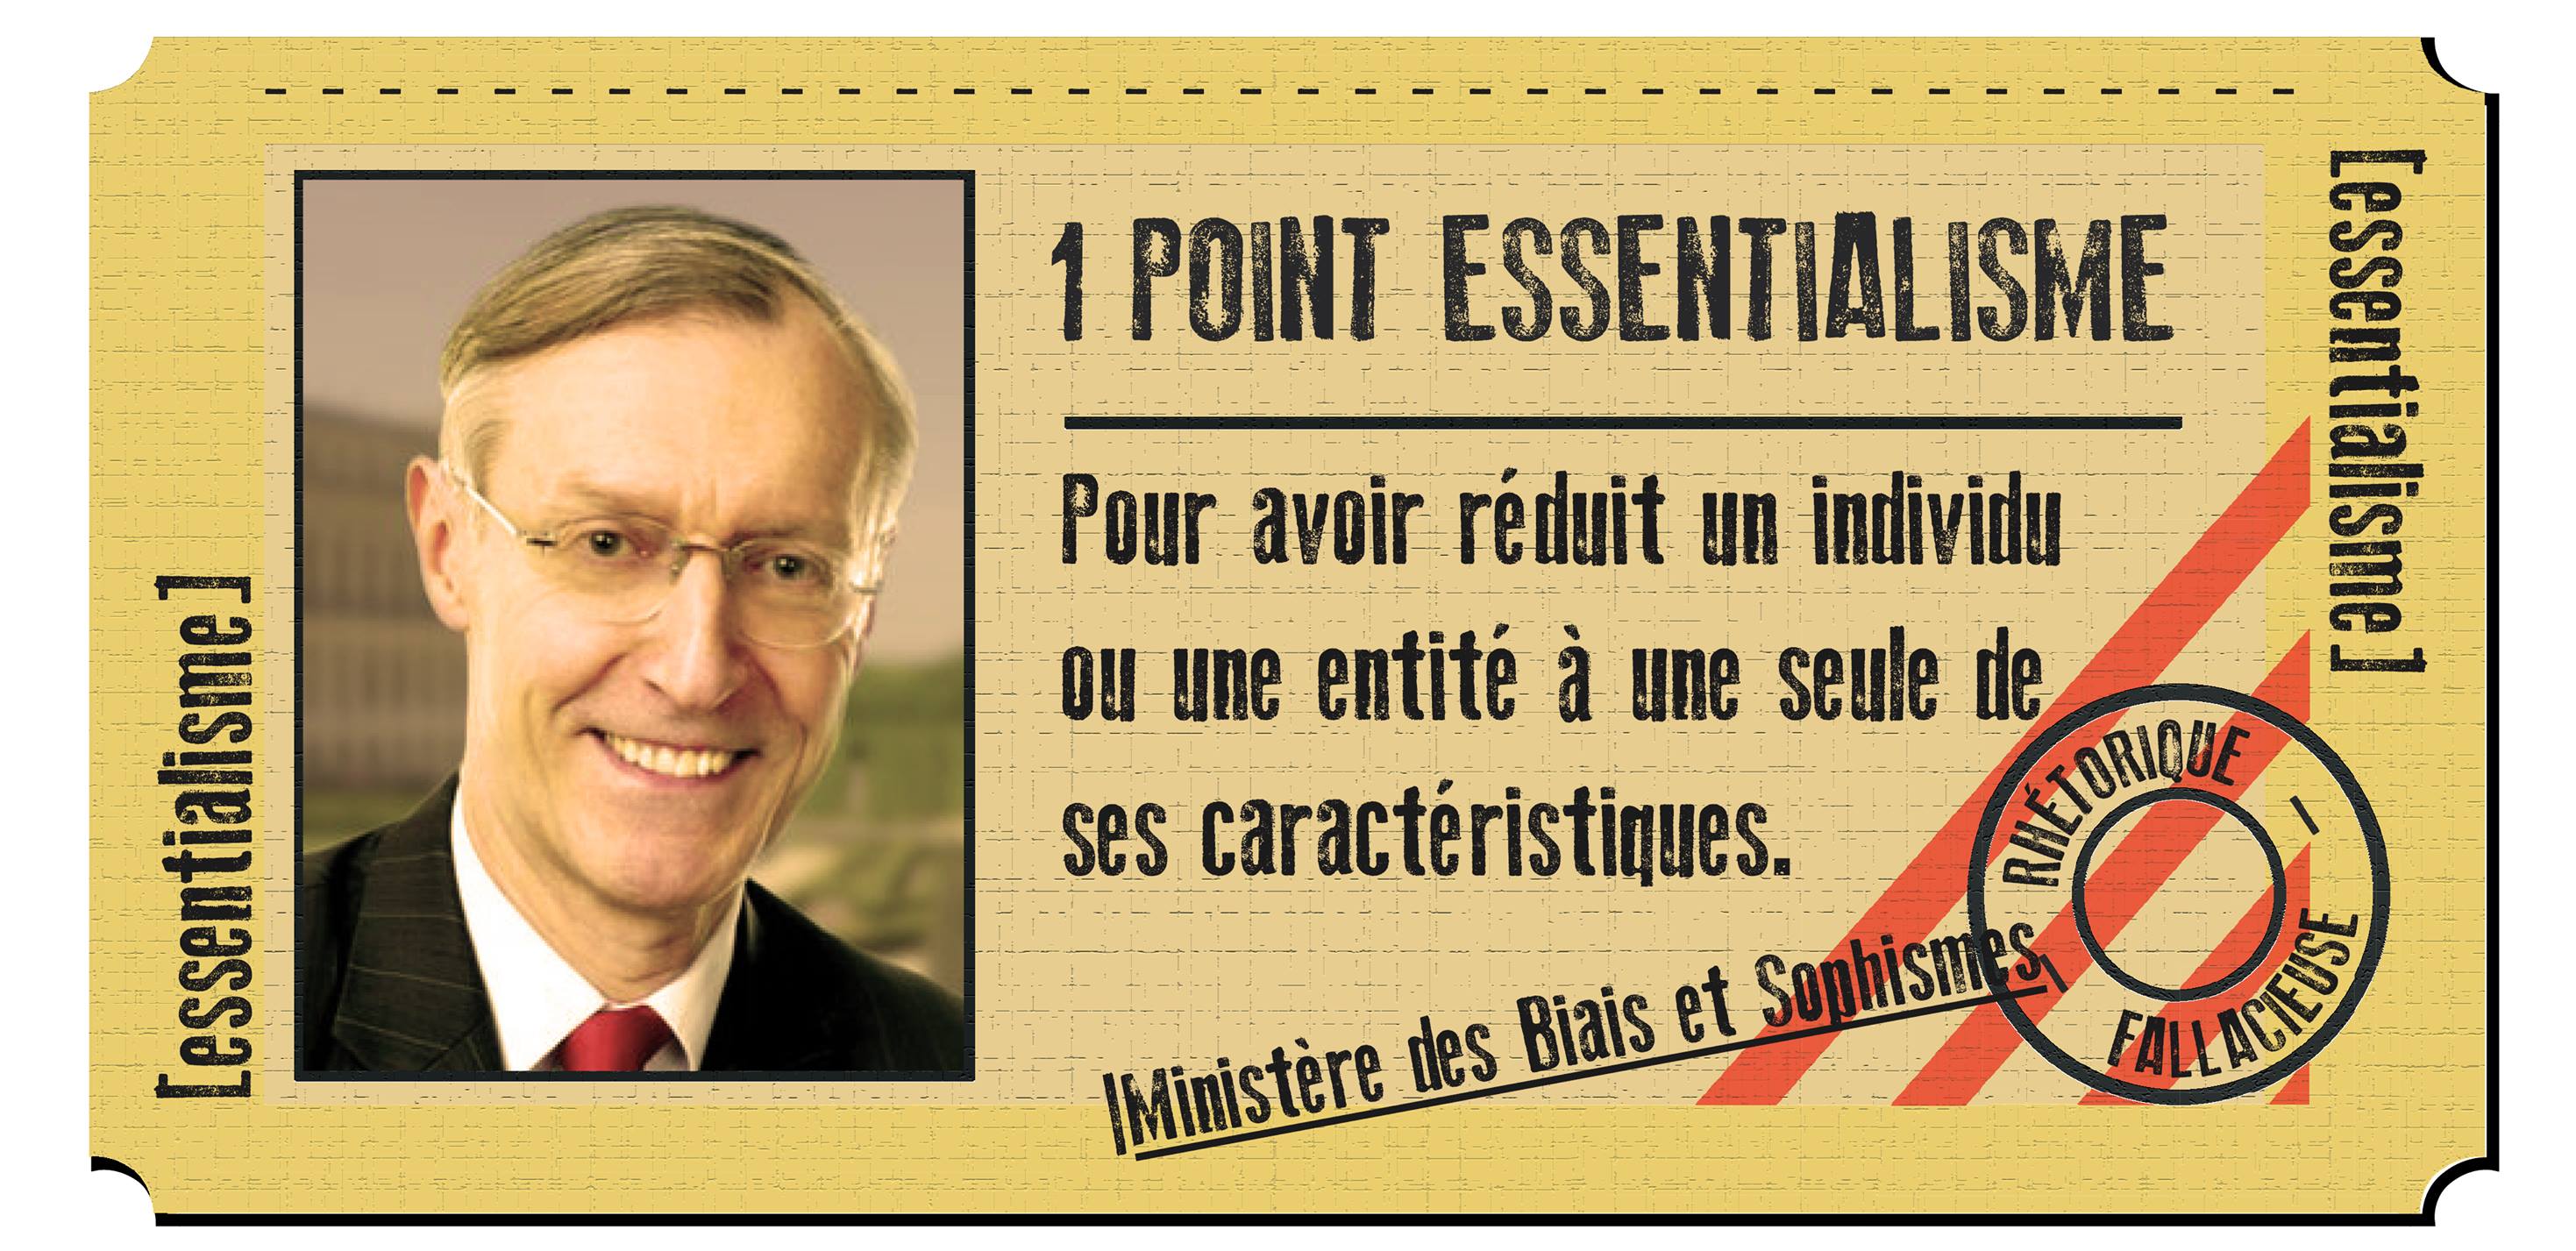 [essentialisme]
1 POINT ESSENTIALISME
Pour avoir réduit un individu
ou une entité à une seule de
ses caractéristiques.
|Ministère des Biais et Sophismes|
RHÉTORIQUE
FALLACIEUSE
[essentialisme]